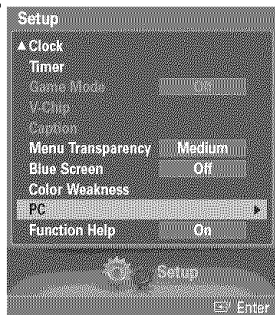 Setup
▲ Clock
Timer
Game Mode Off
V-Chip
Caption
Menu Transparency Medium
Blue Screen Off
Color Weakness
PC ►
Function Help On
Setup
Enter